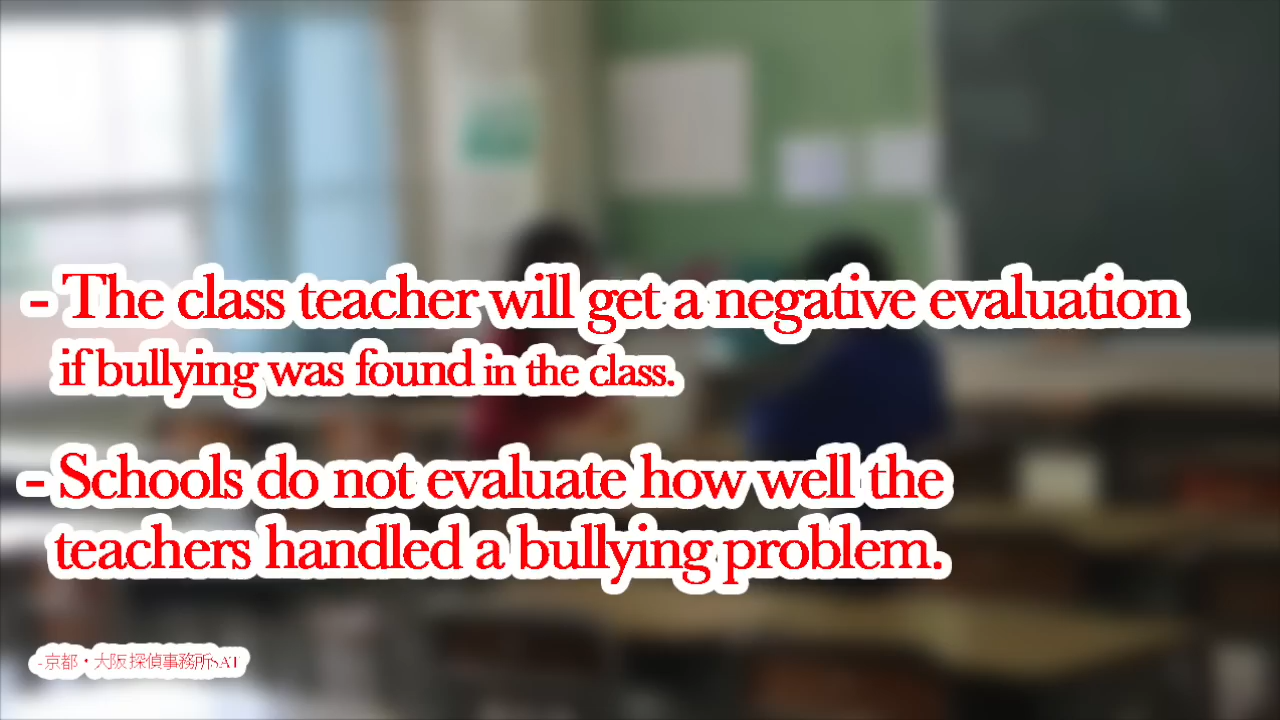 - The class teacher will get a negative evaluation
if bullying was found in the class.
- Schools do not evaluate how well the
teachers handled a bullying problem.
-京都・大阪 探偵事務所SAT